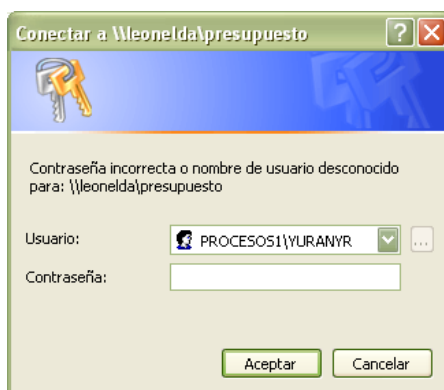 Conectar a \\leonelda\presupuesto
Contraseña incorrecta o nombre de usuario desconocido
para: \\leonelda\presupuesto
Usuario: PROCESOS1\YURANYR ...
Contraseña:
Aceptar Cancelar